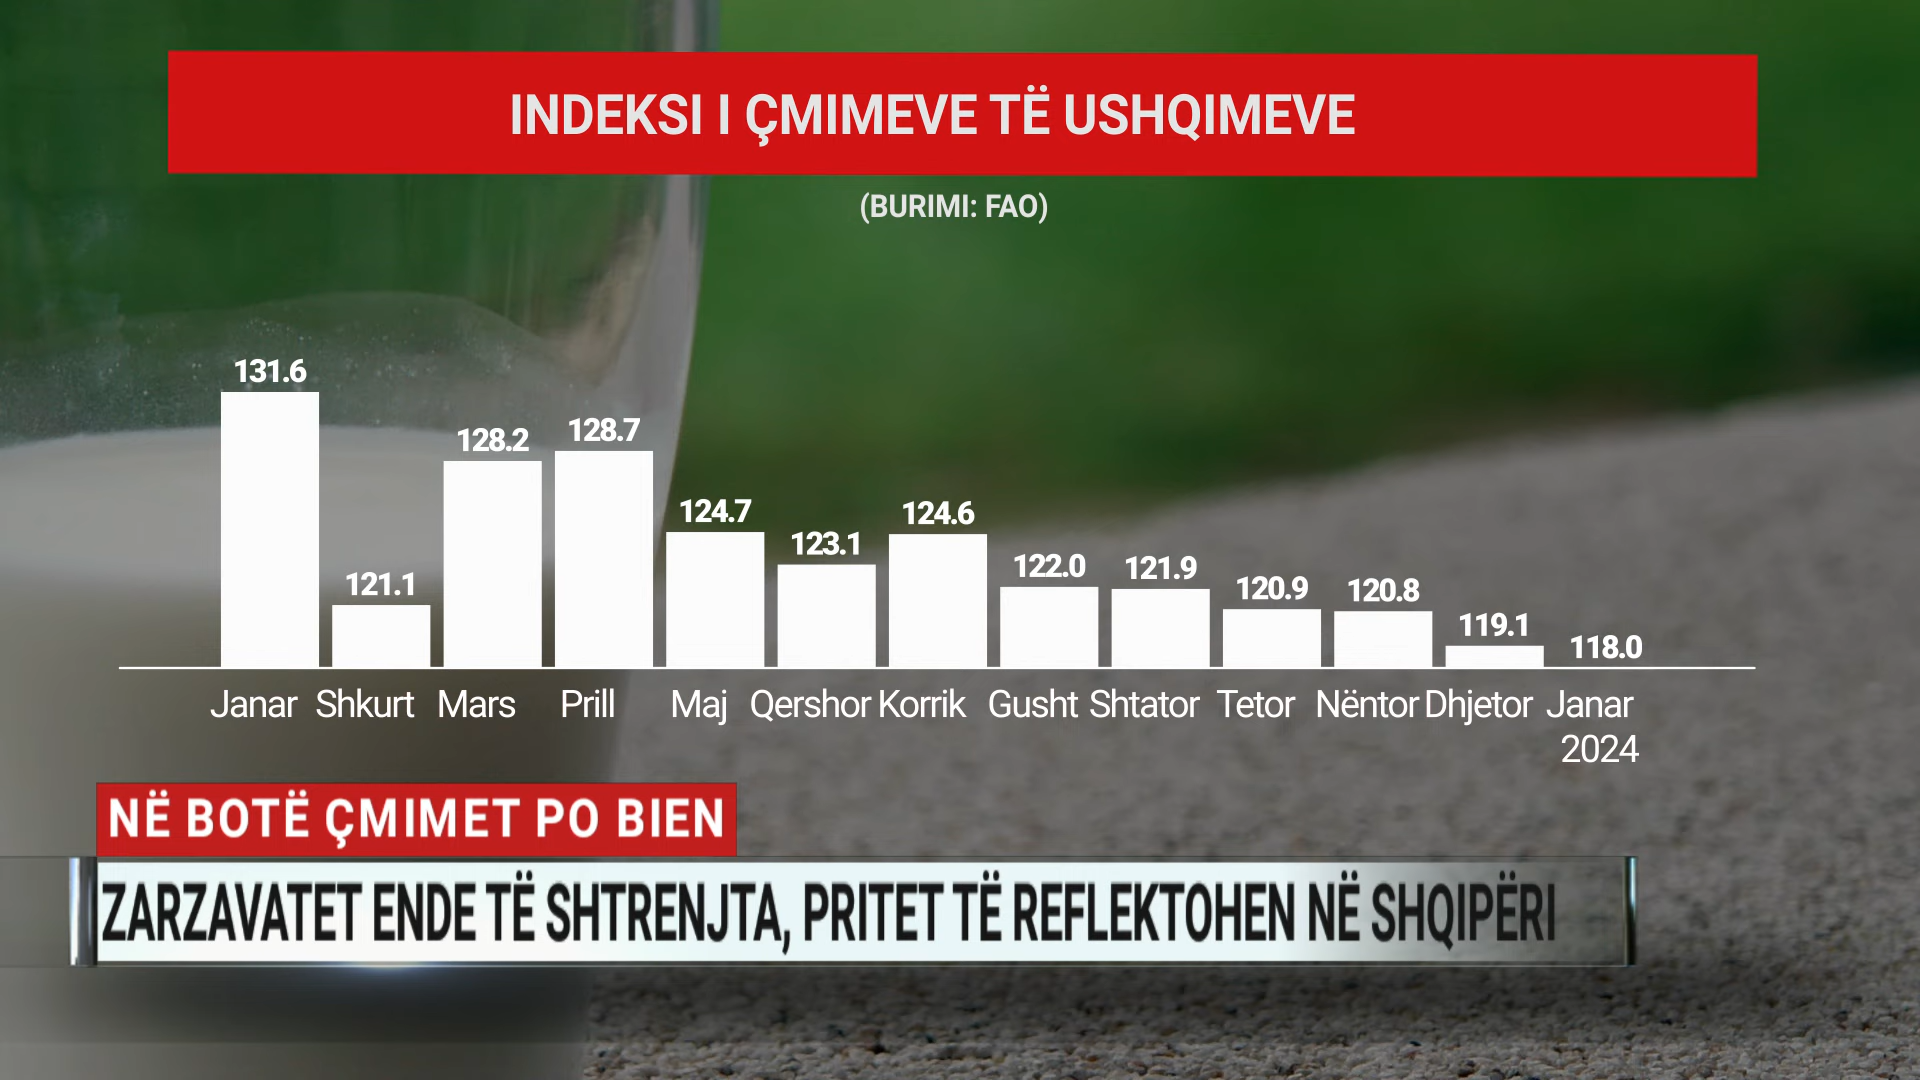 INDEKSI I ÇMIMEVE TË USHQIMEVE
(BURIMI: FAO)
131.6
121.1
128.2
128.7
124.7
123.1
124.6
122.0
121.9
120.9
120.8
119.1
118.0
Janar Shkurt Mars Prill Maj Qershor Korrik Gusht Shtator Tetor Nëntor Dhjetor Janar
2024
NË BOTË ÇMIMET PO BIEN
ZARZAVATET ENDE TË SHTRENJTA, PRITET TË REFLEKTOHEN NË SHQIPËRI